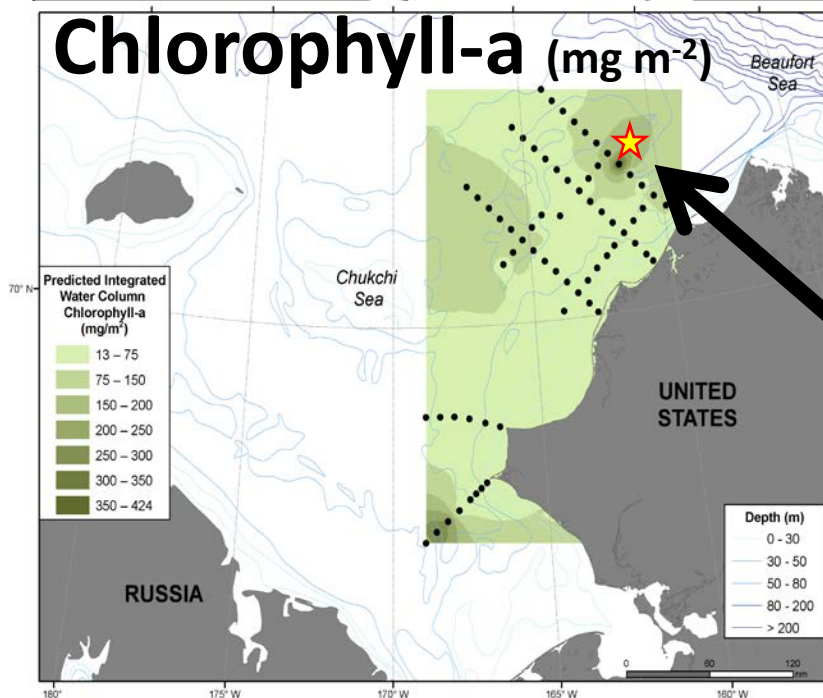 Chlorophyll-a (mg m-2)
Beaufort
Sea
Chukchi
Sea
70° N
Predicted Integrated
Water Column
Chlorophyll-a
(mg/m²)
13 – 75
75 – 150
150 – 200
200 – 250
250 – 300
300 – 350
350 – 424
UNITED
STATES
RUSSIA
Depth (m)
0 - 30
30 - 50
50 - 80
80 - 200
> 200
0 60 120
nm
180° 175° W 170° W 165° W 160° W